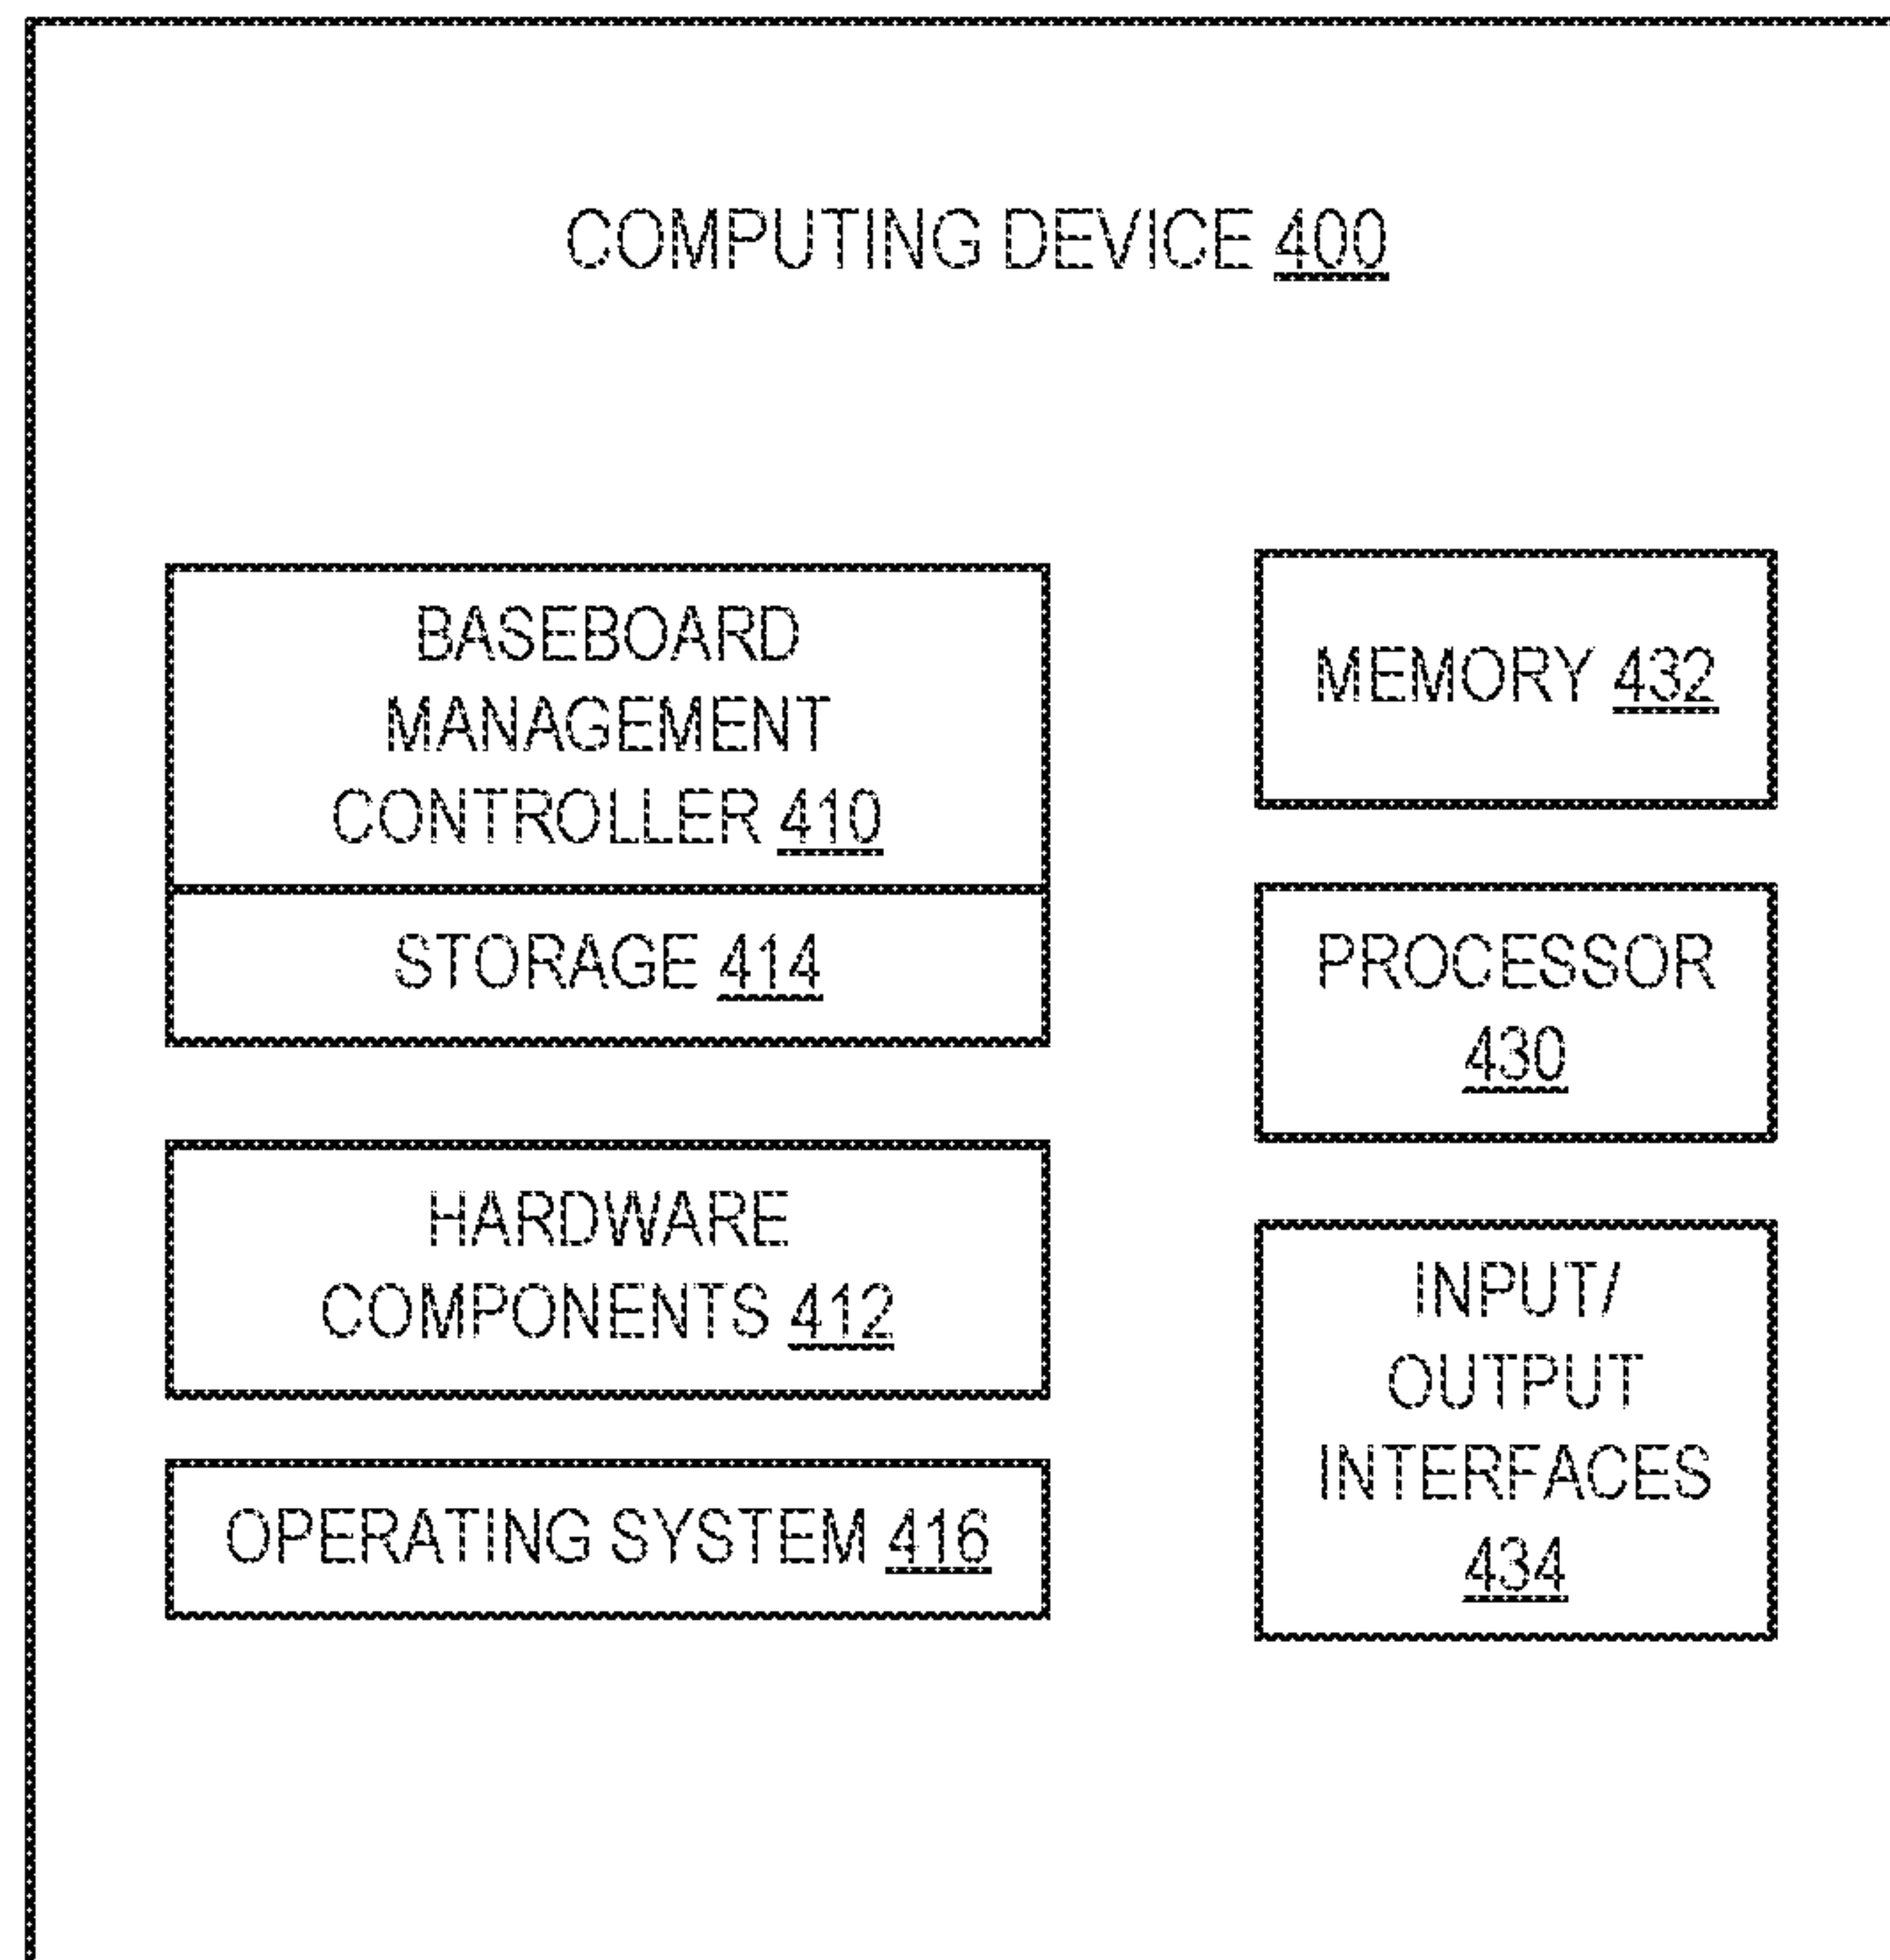 COMPUTING DEVICE 400
BASEBOARD
MANAGEMENT
CONTROLLER 410
STORAGE 414
HARDWARE
COMPONENTS 412
OPERATING SYSTEM 416
MEMORY 432
PROCESSOR
430
INPUT/
OUTPUT
INTERFACES
434